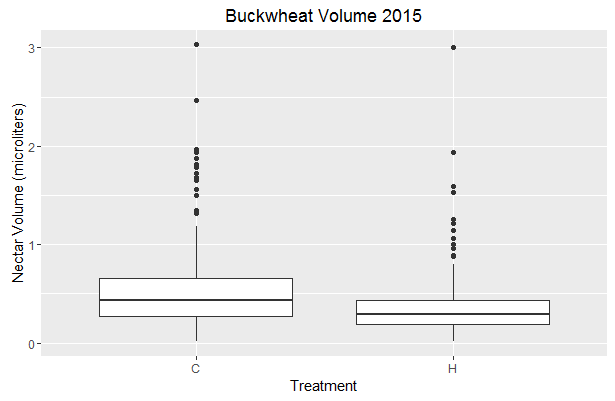 Buckwheat Volume 2015
Nectar Volume (microliters)
3
2
1
0
C H
Treatment